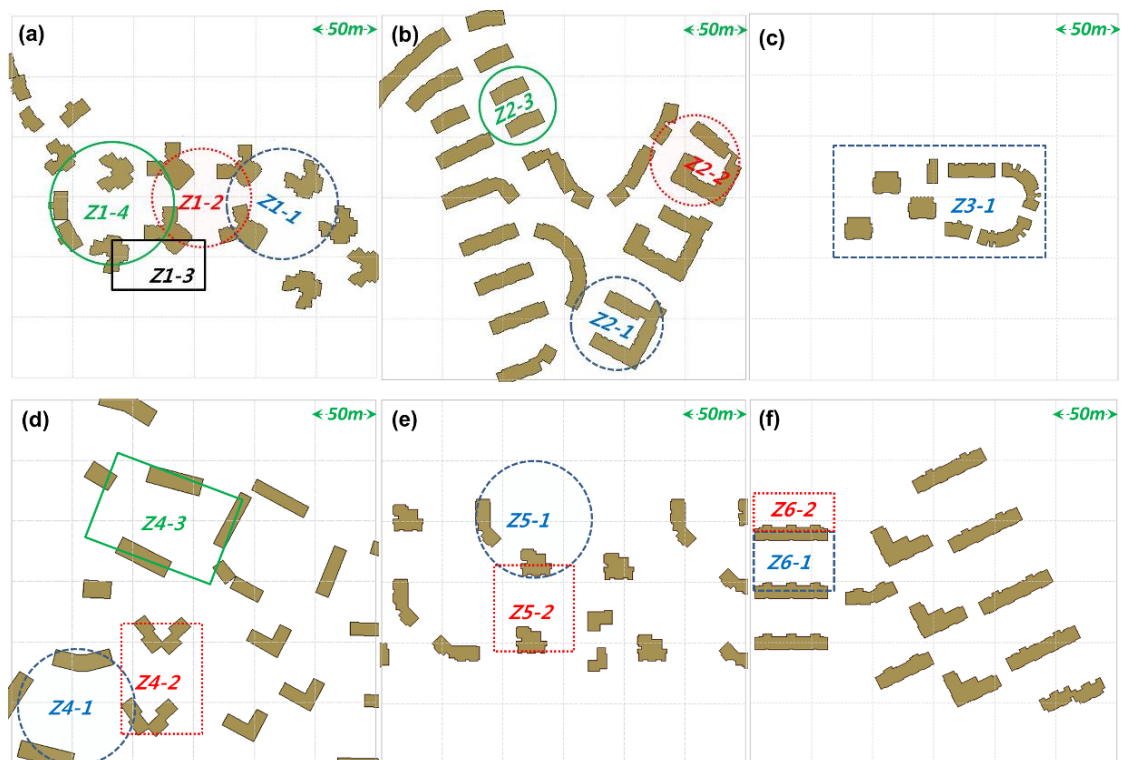 (a)
50m
Z1-4
Z1-2
Z1-1
Z1-3
(b)
50m
Z2-3
Z2-2
Z2-1
(c)
50m
Z3-1
(d)
50m
Z4-3
Z4-2
Z4-1
(e)
50m
Z5-1
Z5-2
(f)
50m
Z6-2
Z6-1